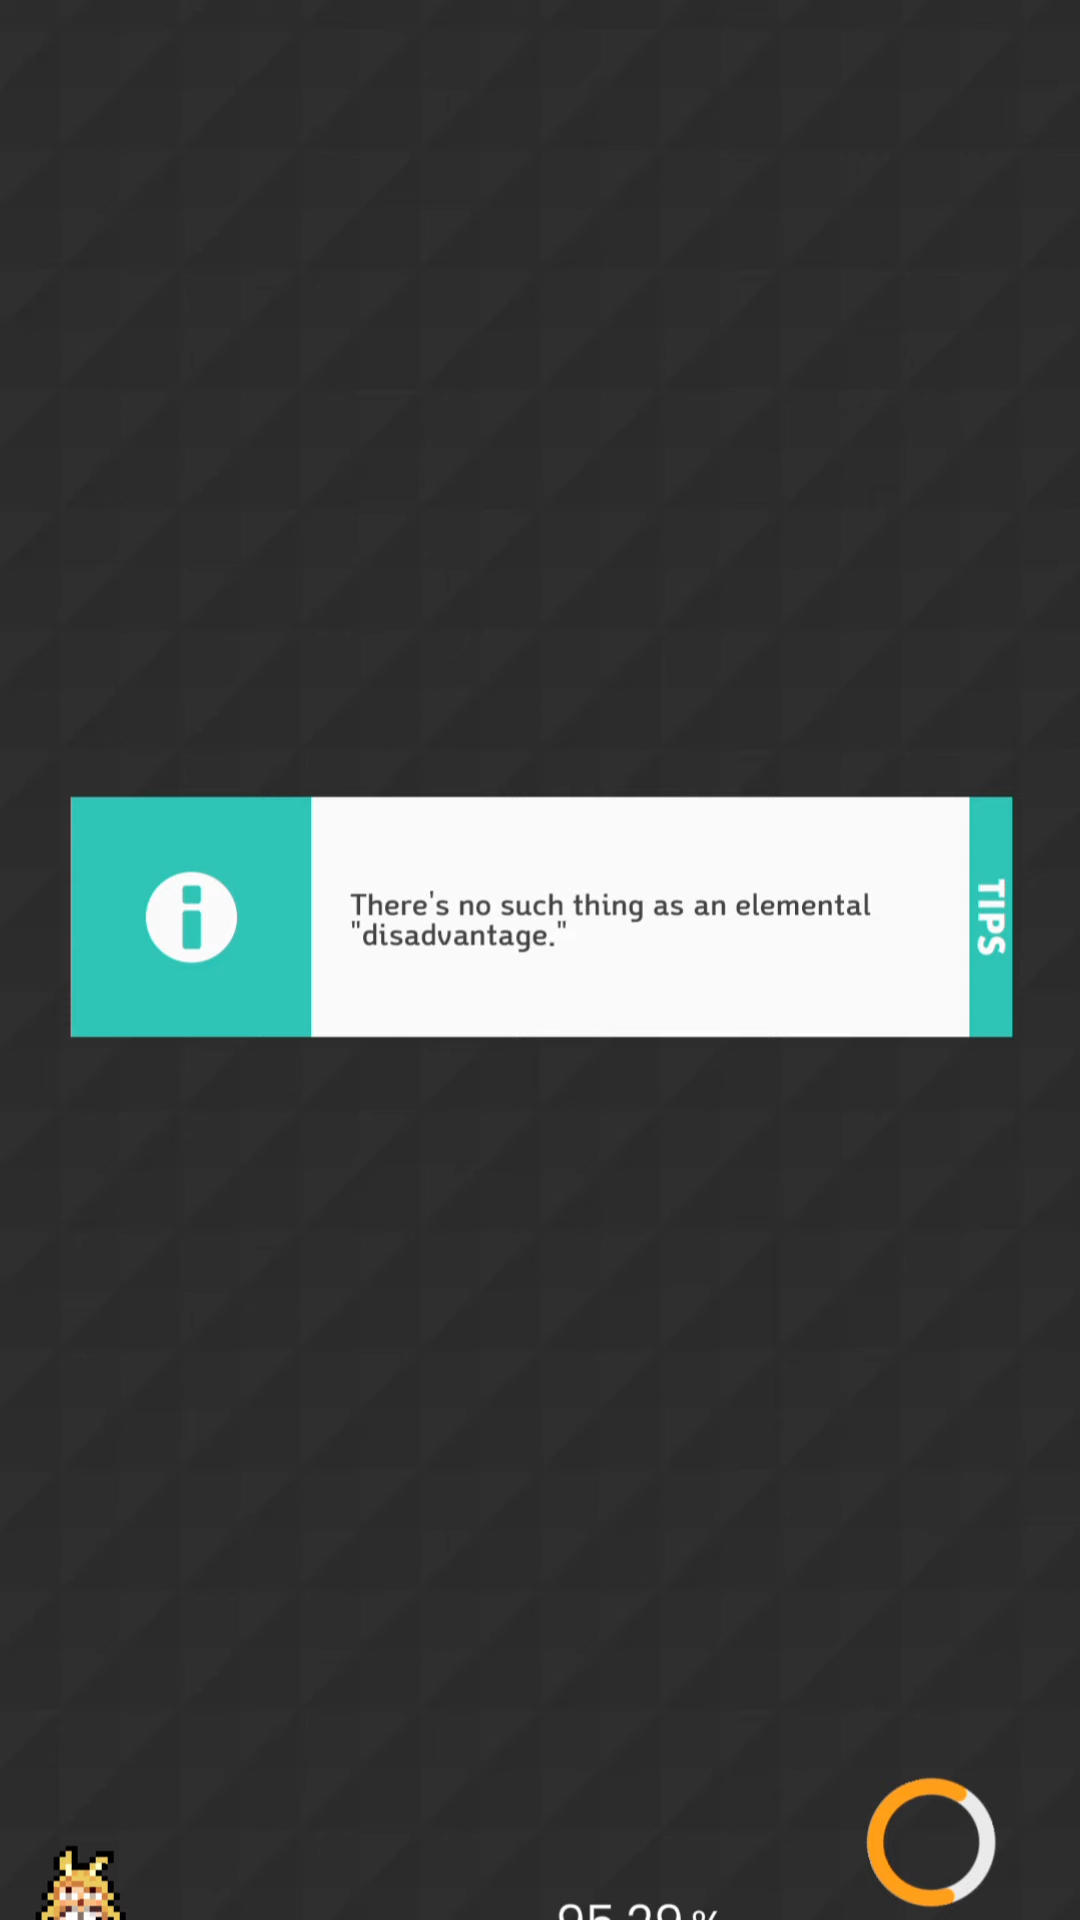 There's no such thing as an elemental
"disadvantage."
TIPS